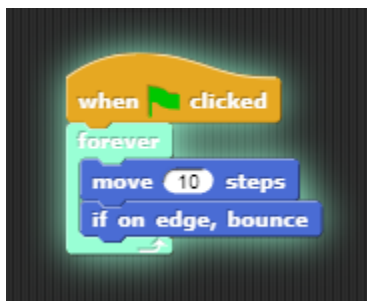 when clicked
forever
move 10 steps
if on edge, bounce